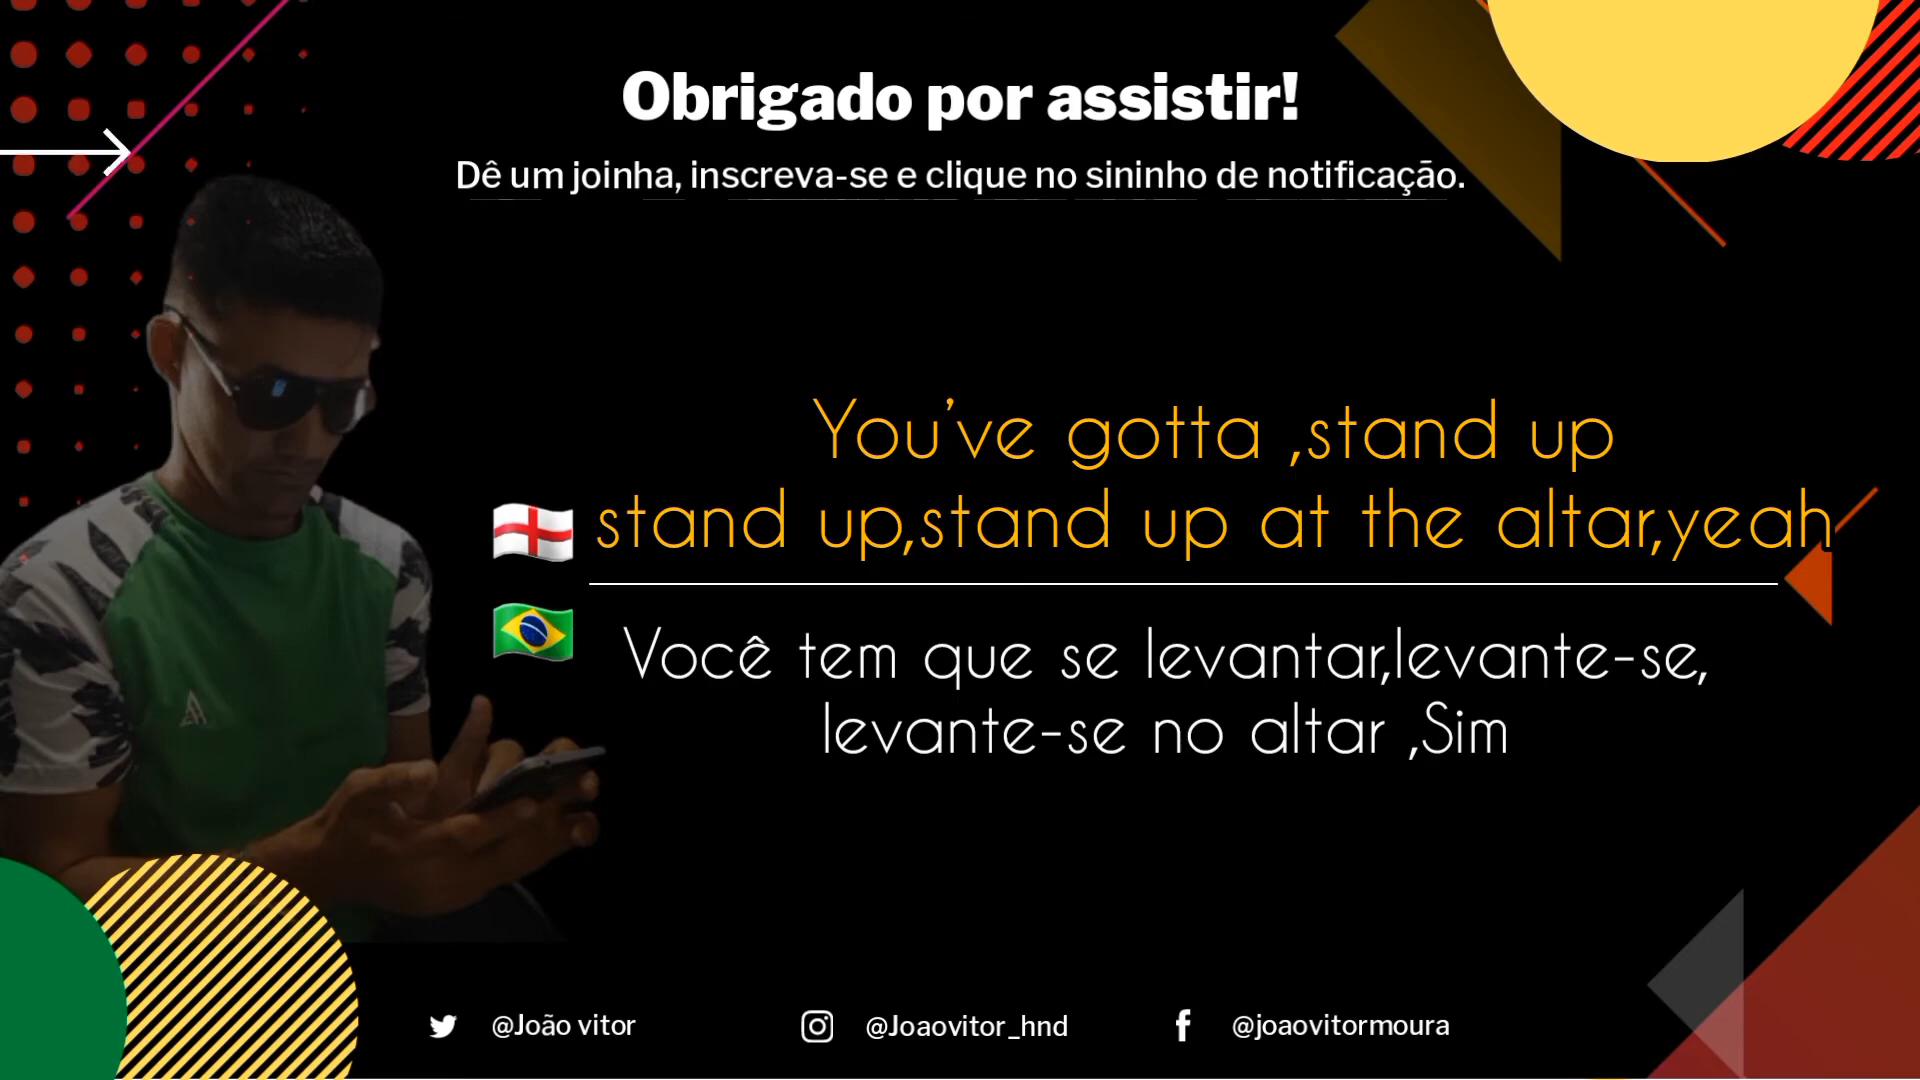 Obrigado por assistir!
Dê um joinha, inscreva-se e clique no sininho de notificação.
You’ve gotta ,stand up
stand up,stand up at the altar,yeah
Você tem que se levantar,levante-se,
levante-se no altar ,Sim
@João vitor
@Joaovitor_hnd
@joaovitormoura